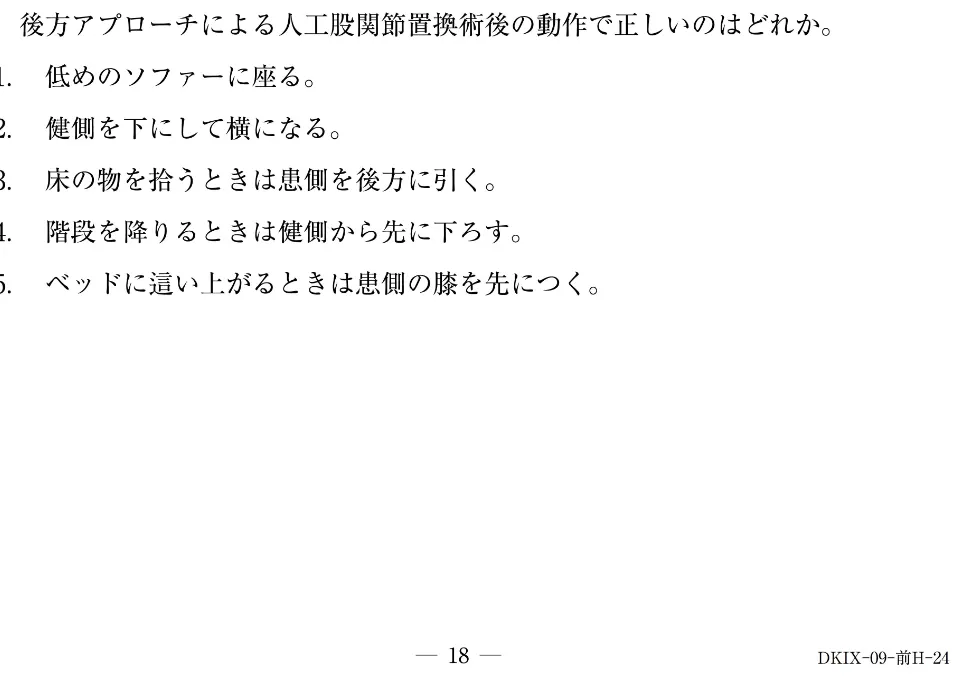 後方アプローチによる人工股関節置換術後の動作で正しいのはどれか。
1. 低めのソファーに座る。
2. 健側を下にして横になる。
3. 床の物を拾うときは患側を後方に引く。
4. 階段を降りるときは健側から先に下ろす。
5. ベッドに這い上がるときは患側の膝を先につく。
— 18 —
DKIX-09-前H-24